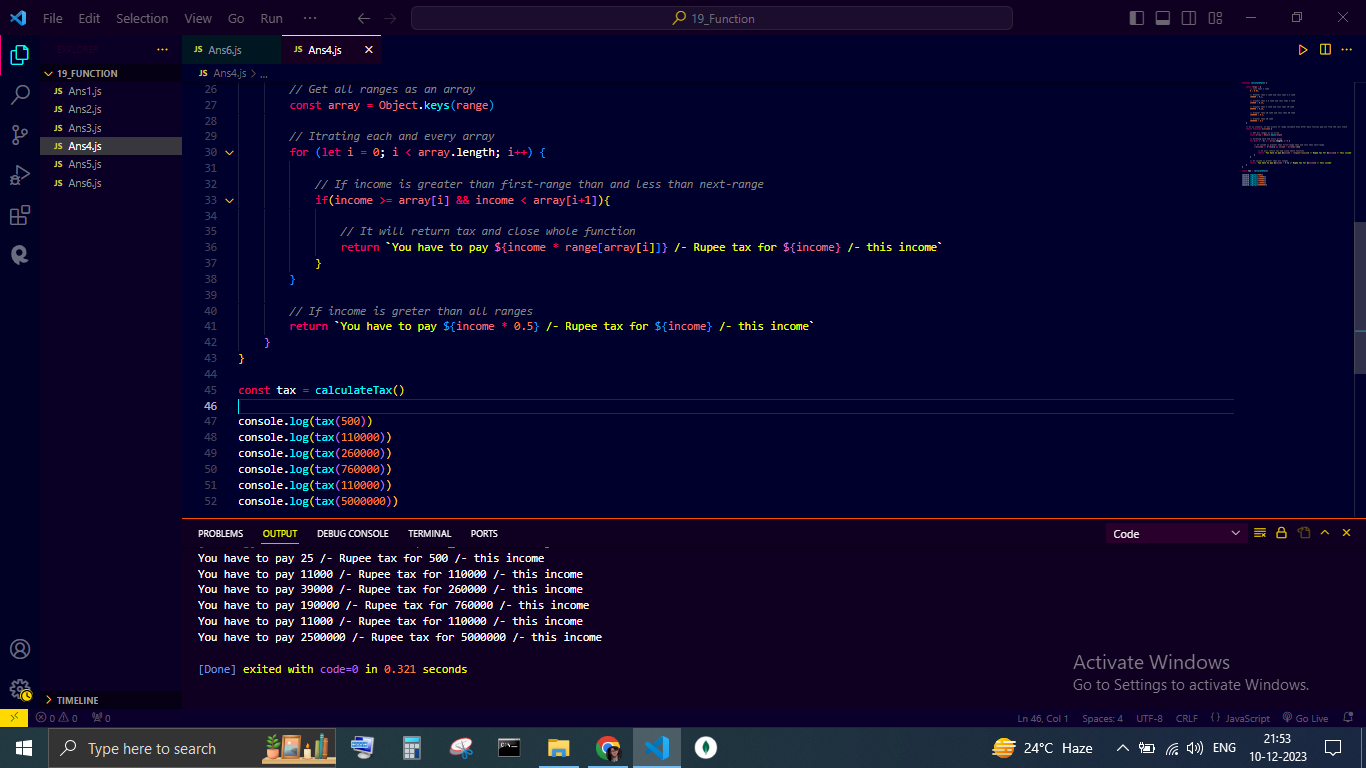 File Edit Selection View Go Run ··· 19_Function
EXPLORER ···
JS Ans6.js JS Ans4.js
19_FUNCTION
JS Ans1.js
JS Ans2.js
JS Ans3.js
JS Ans4.js
JS Ans5.js
JS Ans6.js
TIMELINE
JS Ans4.js > ...
26 // Get all ranges as an array
27 const array = Object.keys(range)
28
29 // Itrating each and every array
30 for (let i = 0; i < array.length; i++) {
31
32 // If income is greater than first-range than and less than next-range
33 if(income >= array[i] && income < array[i+1]){
34
35 // It will return tax and close whole function
36 return `You have to pay ${income * range[array[i]]} /- Rupee tax for ${income} /- this income`
37 }
38 }
39
40 // If income is greter than all ranges
41 return `You have to pay ${income * 0.5} /- Rupee tax for ${income} /- this income`
42 }
43 }
44
45 const tax = calculateTax()
46
47 console.log(tax(500))
48 console.log(tax(110000))
49 console.log(tax(260000))
50 console.log(tax(760000))
51 console.log(tax(110000))
52 console.log(tax(5000000))
PROBLEMS OUTPUT DEBUG CONSOLE TERMINAL PORTS Code
You have to pay 25 /- Rupee tax for 500 /- this income
You have to pay 11000 /- Rupee tax for 110000 /- this income
You have to pay 39000 /- Rupee tax for 260000 /- this income
You have to pay 190000 /- Rupee tax for 760000 /- this income
You have to pay 11000 /- Rupee tax for 110000 /- this income
You have to pay 2500000 /- Rupee tax for 5000000 /- this income
[Done] exited with code=0 in 0.321 seconds
Activate Windows
Go to Settings to activate Windows.
0 0 0 Ln 46, Col 1 Spaces: 4 UTF-8 CRLF {} JavaScript Go Live
Type here to search 24°C Haze ENG 21:53
10-12-2023